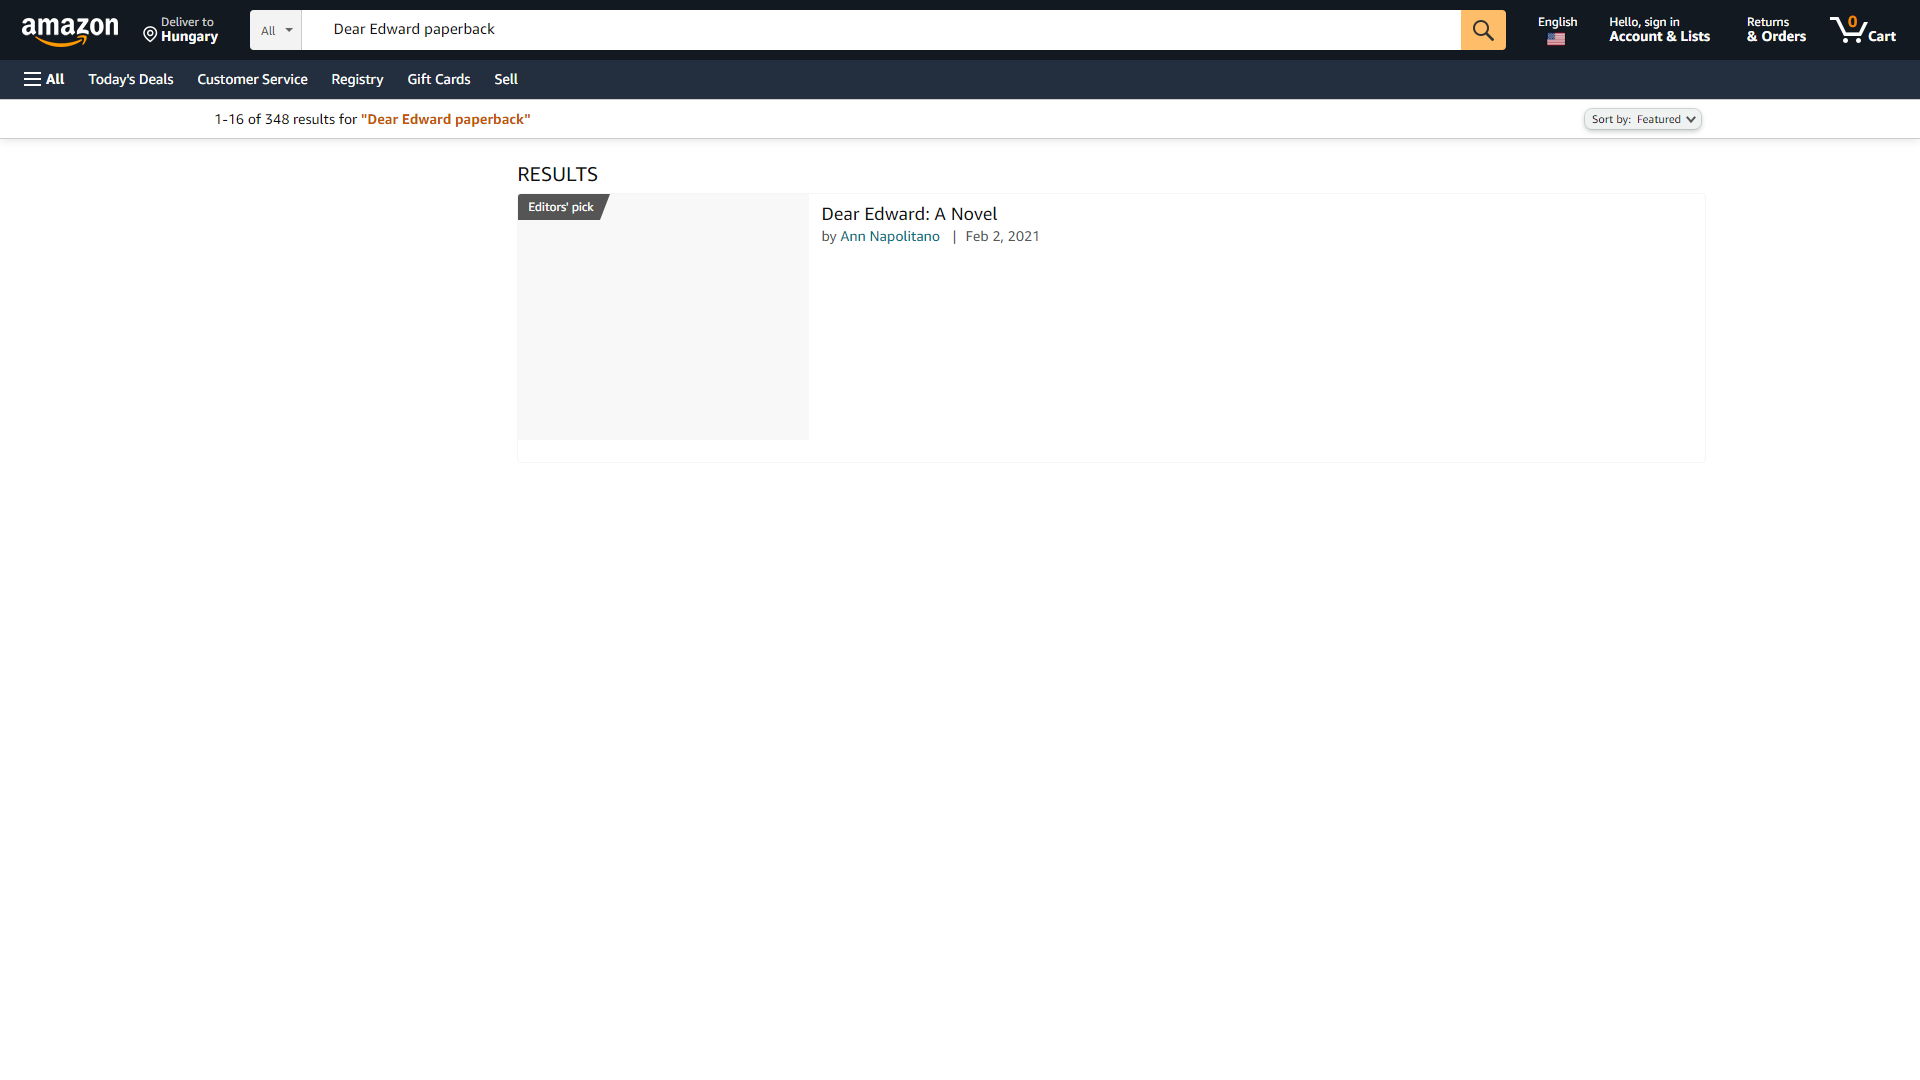 amazon
Deliver to
Hungary
All
Dear Edward paperback
English
Hello, sign in
Account & Lists
Returns
& Orders
0
Cart
All
Today's Deals
Customer Service
Registry
Gift Cards
Sell
1-16 of 348 results for "Dear Edward paperback"
Sort by: Featured
RESULTS
Editors' pick
Dear Edward: A Novel
by Ann Napolitano | Feb 2, 2021